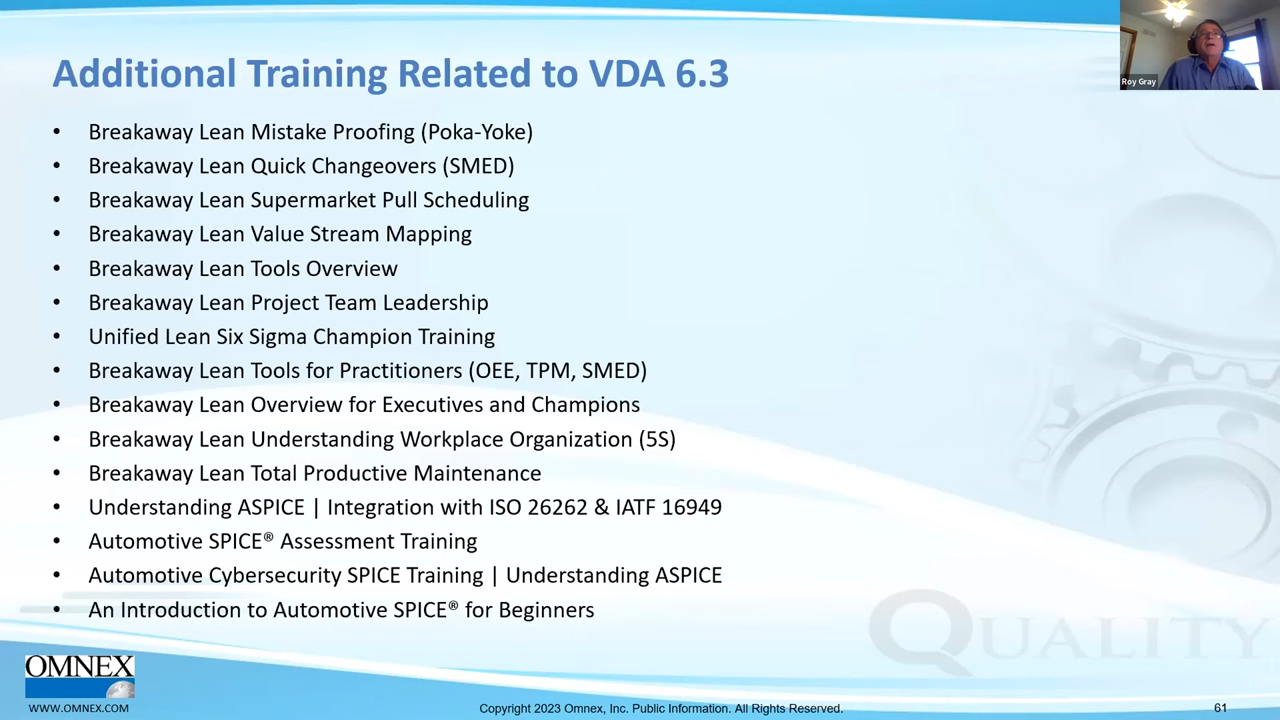 Additional Training Related to VDA 6.3
Roy Gray
• Breakaway Lean Mistake Proofing (Poka-Yoke)
• Breakaway Lean Quick Changeovers (SMED)
• Breakaway Lean Supermarket Pull Scheduling
• Breakaway Lean Value Stream Mapping
• Breakaway Lean Tools Overview
• Breakaway Lean Project Team Leadership
• Unified Lean Six Sigma Champion Training
• Breakaway Lean Tools for Practitioners (OEE, TPM, SMED)
• Breakaway Lean Overview for Executives and Champions
• Breakaway Lean Understanding Workplace Organization (5S)
• Breakaway Lean Total Productive Maintenance
• Understanding ASPICE | Integration with ISO 26262 & IATF 16949
• Automotive SPICE® Assessment Training
• Automotive Cybersecurity SPICE Training | Understanding ASPICE
• An Introduction to Automotive SPICE® for Beginners
QUALITY
OMNEX
WWW.OMNEX.COM
Copyright 2023 Omnex, Inc. Public Information. All Rights Reserved.
61